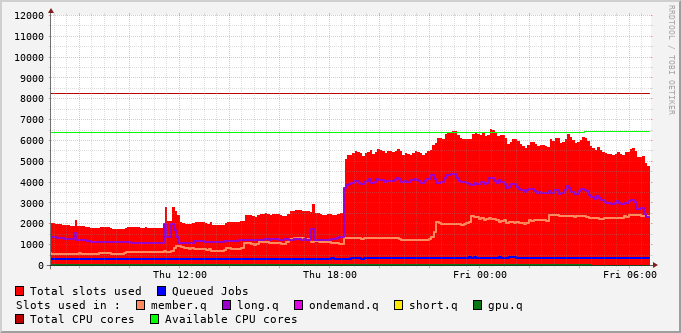 12000
11000
10000
9000
8000
7000
6000
5000
4000
3000
2000
1000
0
Thu 12:00 Thu 18:00 Fri 00:00 Fri 06:00
RRDTOOL / TOBI OETIKER
Total slots used Queued Jobs
Slots used in : member.q long.q ondemand.q short.q gpu.q
Total CPU cores Available CPU cores